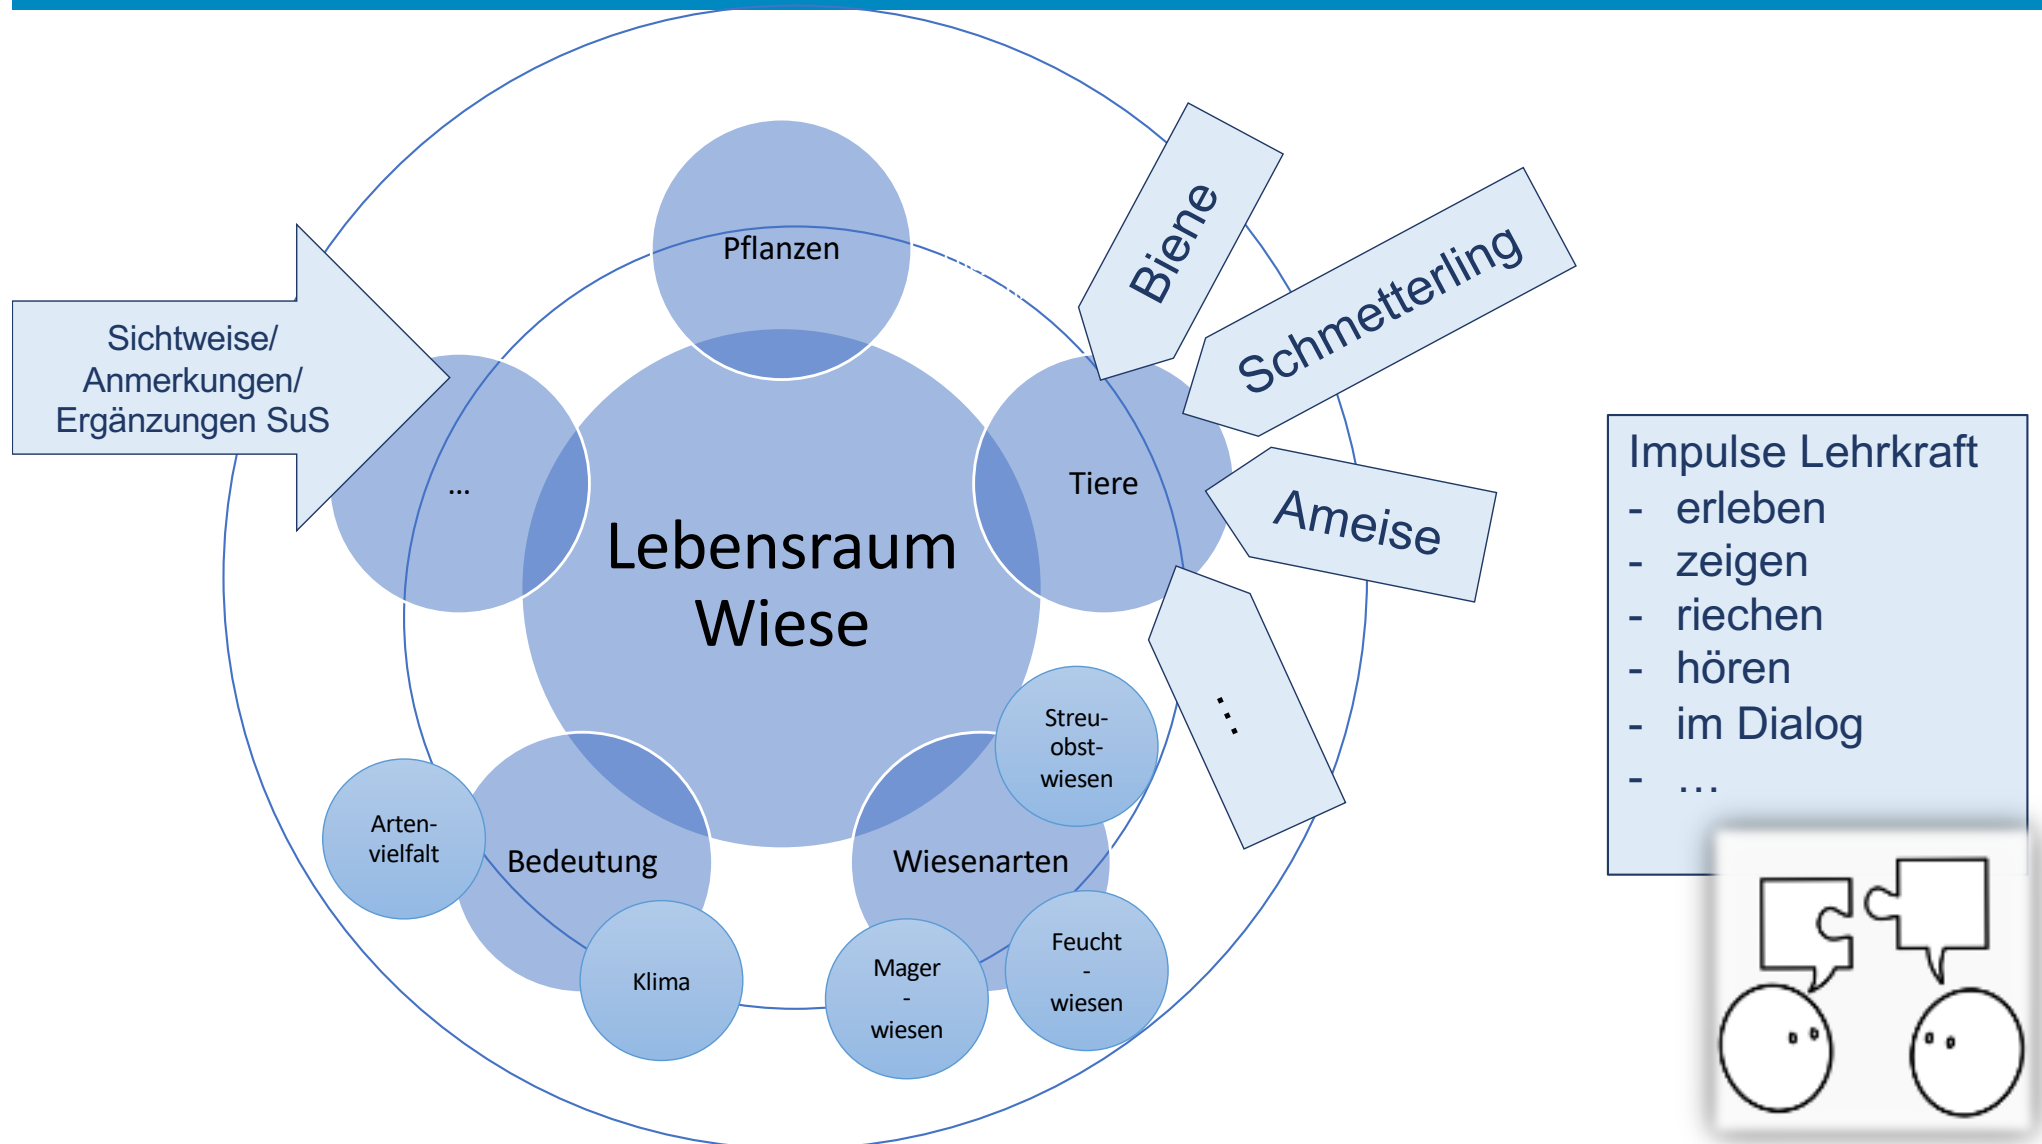 Pflanzen
Biene
Schmetterling
Sichtweise/
Anmerkungen/
Ergänzungen SuS
...
Tiere
Ameise
...
Lebensraum
Wiese
Streu-
obst-
wiesen
Arten-
vielfalt
Bedeutung
Wiesenarten
Klima
Mager
-
wiesen
Feucht
-
wiesen
Impulse Lehrkraft
- erleben
- zeigen
- riechen
- hören
- im Dialog
- ...